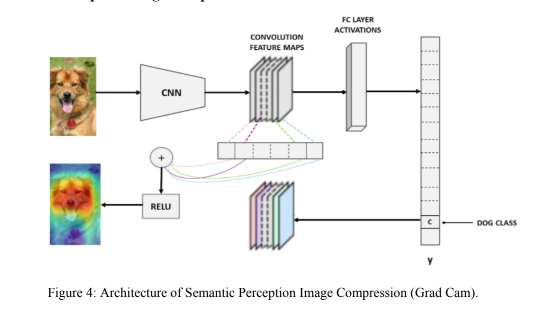 CONVOLUTION
FEATURE MAPS
FC LAYER
ACTIVATIONS
CNN
+
RELU
C
DOG CLASS
y
Figure 4: Architecture of Semantic Perception Image Compression (Grad Cam).